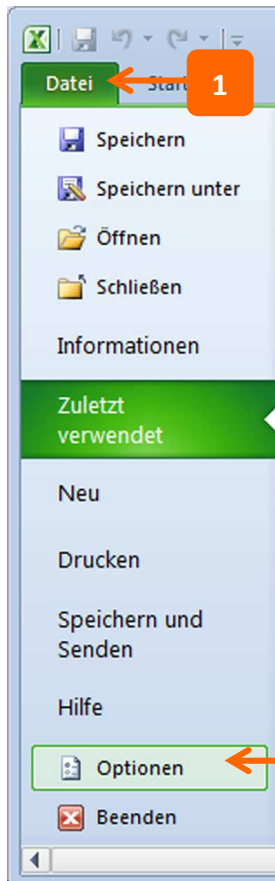 Datei
Start
1
Speichern
Speichern unter
Öffnen
Schließen
Informationen
Zuletzt
verwendet
Neu
Drucken
Speichern und
Senden
Hilfe
Optionen
Beenden